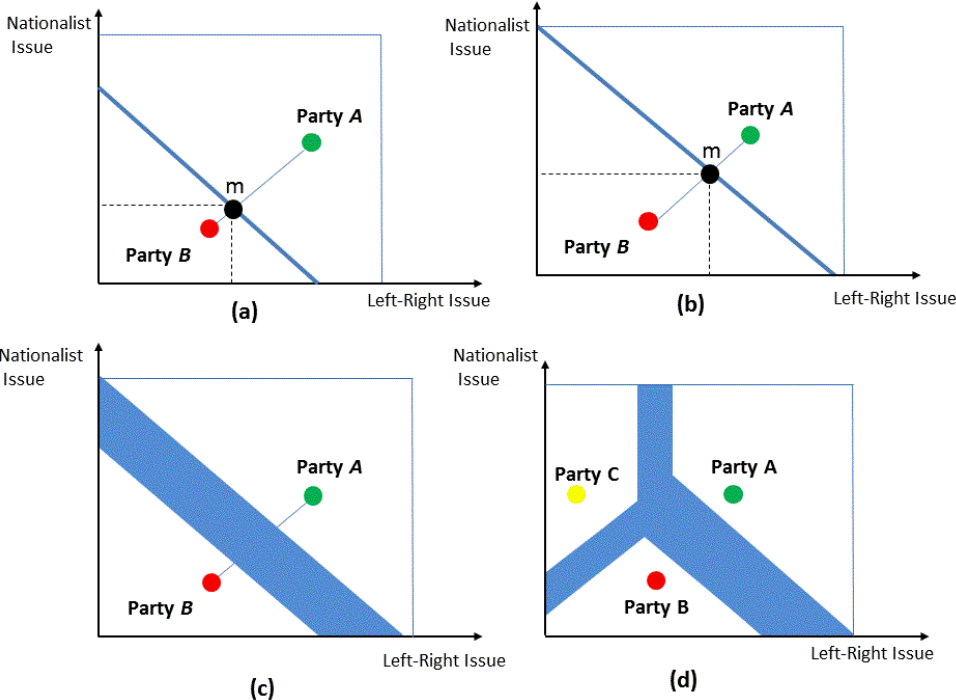 Nationalist
Issue
Party A
m
Party B
Left-Right Issue
(a)
Nationalist
Issue
Party A
m
Party B
Left-Right Issue
(b)
Nationalist
Issue
Party A
Party B
Left-Right Issue
(c)
Nationalist
Issue
Party C
Party A
Party B
Left-Right Issue
(d)